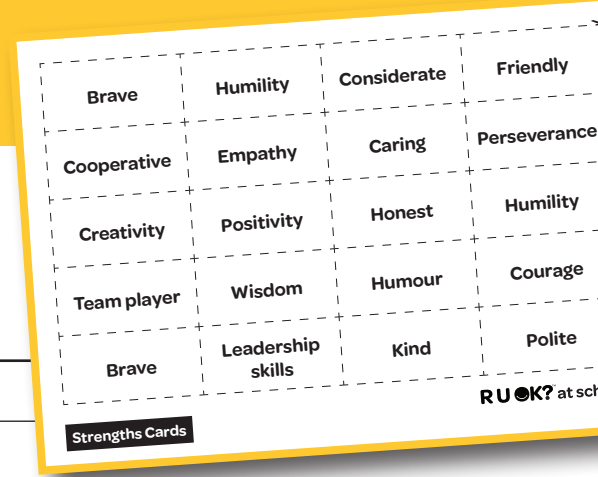 Brave Humility Considerate Friendly
Cooperative Empathy Caring Perseverance
Creativity Positivity Honest Humility
Team player Wisdom Humour Courage
Brave Leadership skills Kind Polite
Strengths Cards
R U OK? at sch